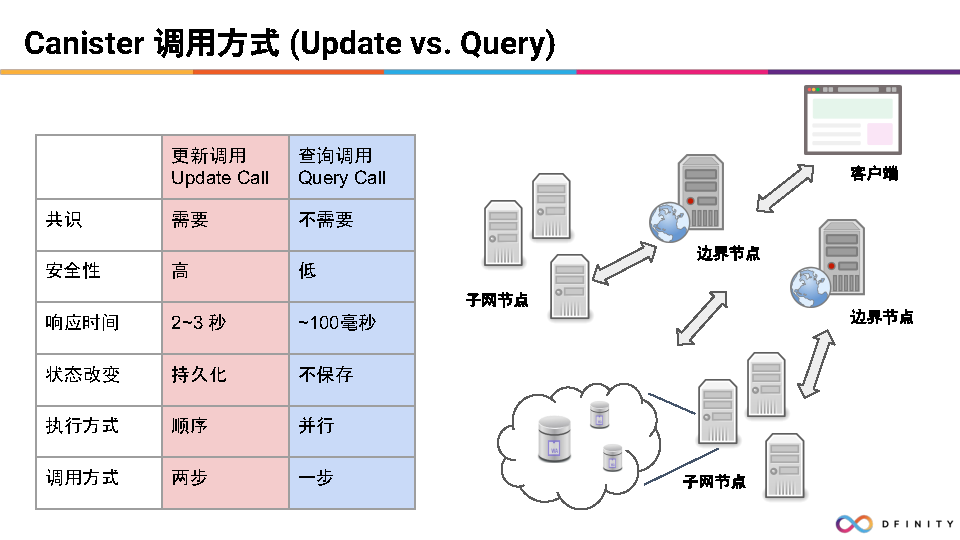 Canister 调用方式 (Update vs. Query)
更新调用
Update Call
查询调用
Query Call
共识
需要
不需要
安全性
高
低
响应时间
2~3 秒
~100毫秒
状态改变
持久化
不保存
执行方式
顺序
并行
调用方式
两步
一步
客户端
边界节点
子网节点
边界节点
子网节点
DFINITY